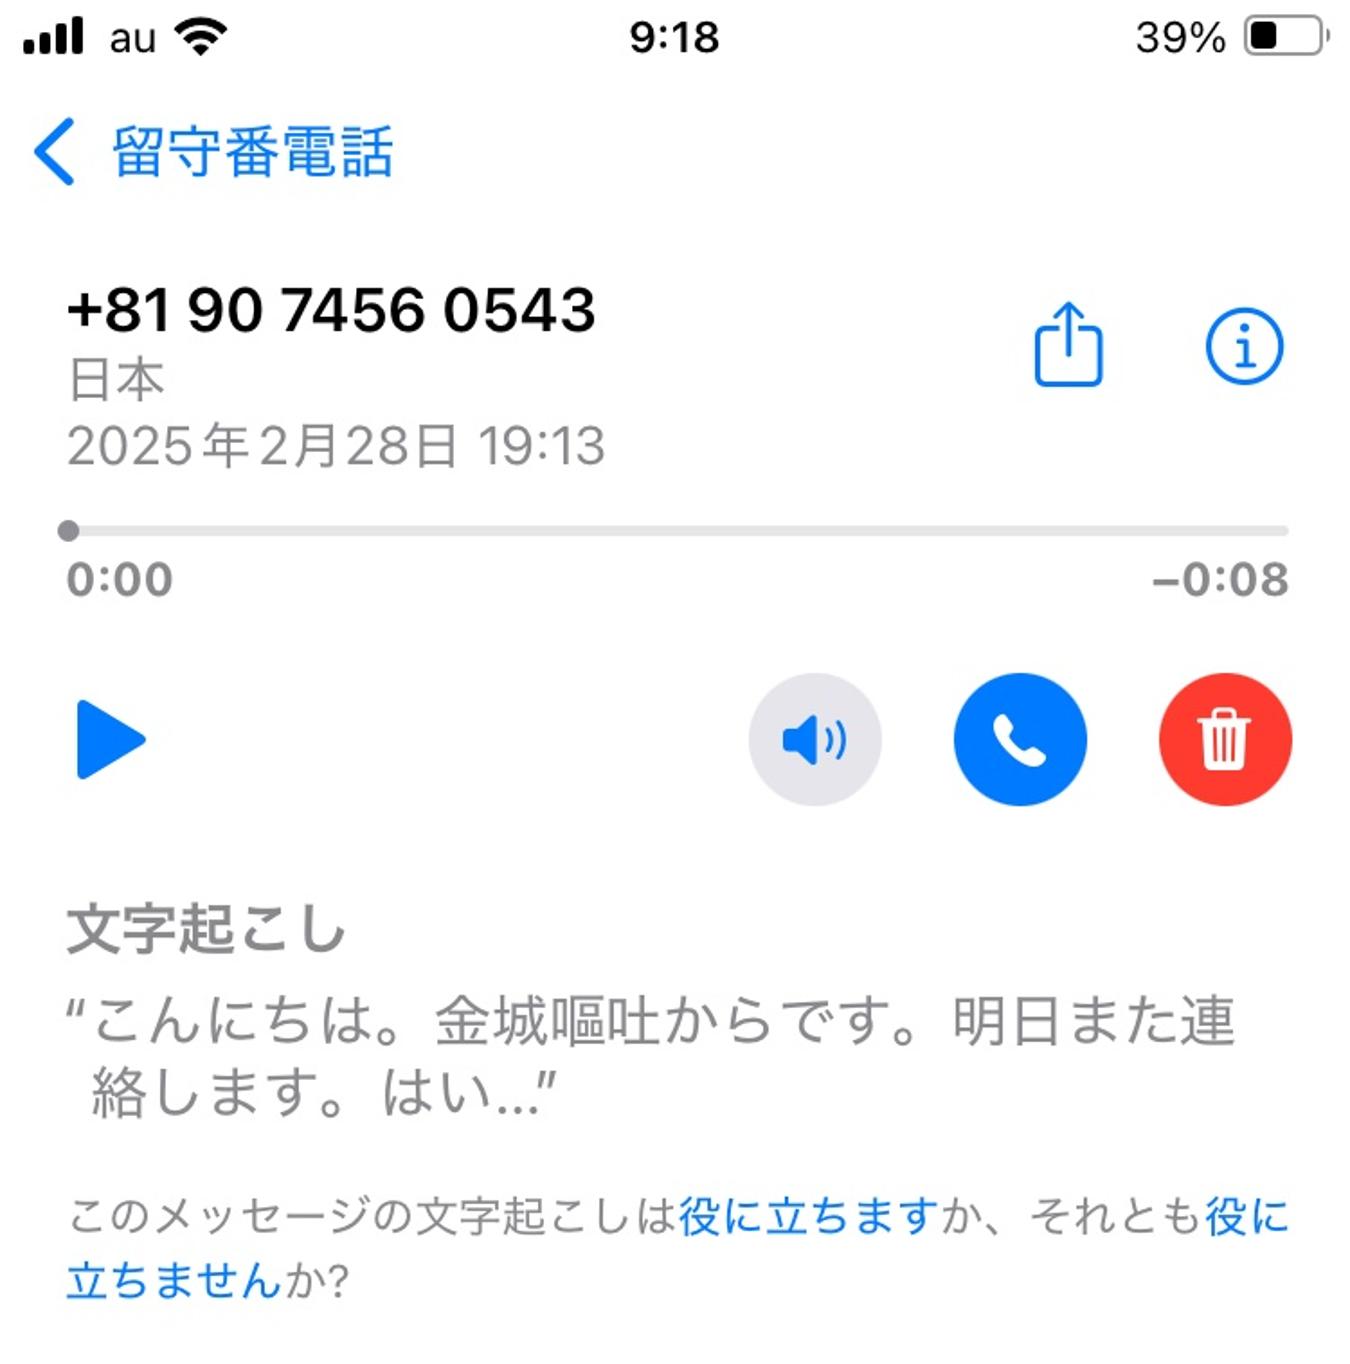 au 9:18 39%
留守番電話
+81 90 7456 0543
日本
2025年2月28日 19:13
0:00 −0:08
文字起こし
“こんにちは。金城嘔吐からです。明日また連
絡します。はい...”
このメッセージの文字起こしは役に立ちますか、それとも役に
立ちませんか?